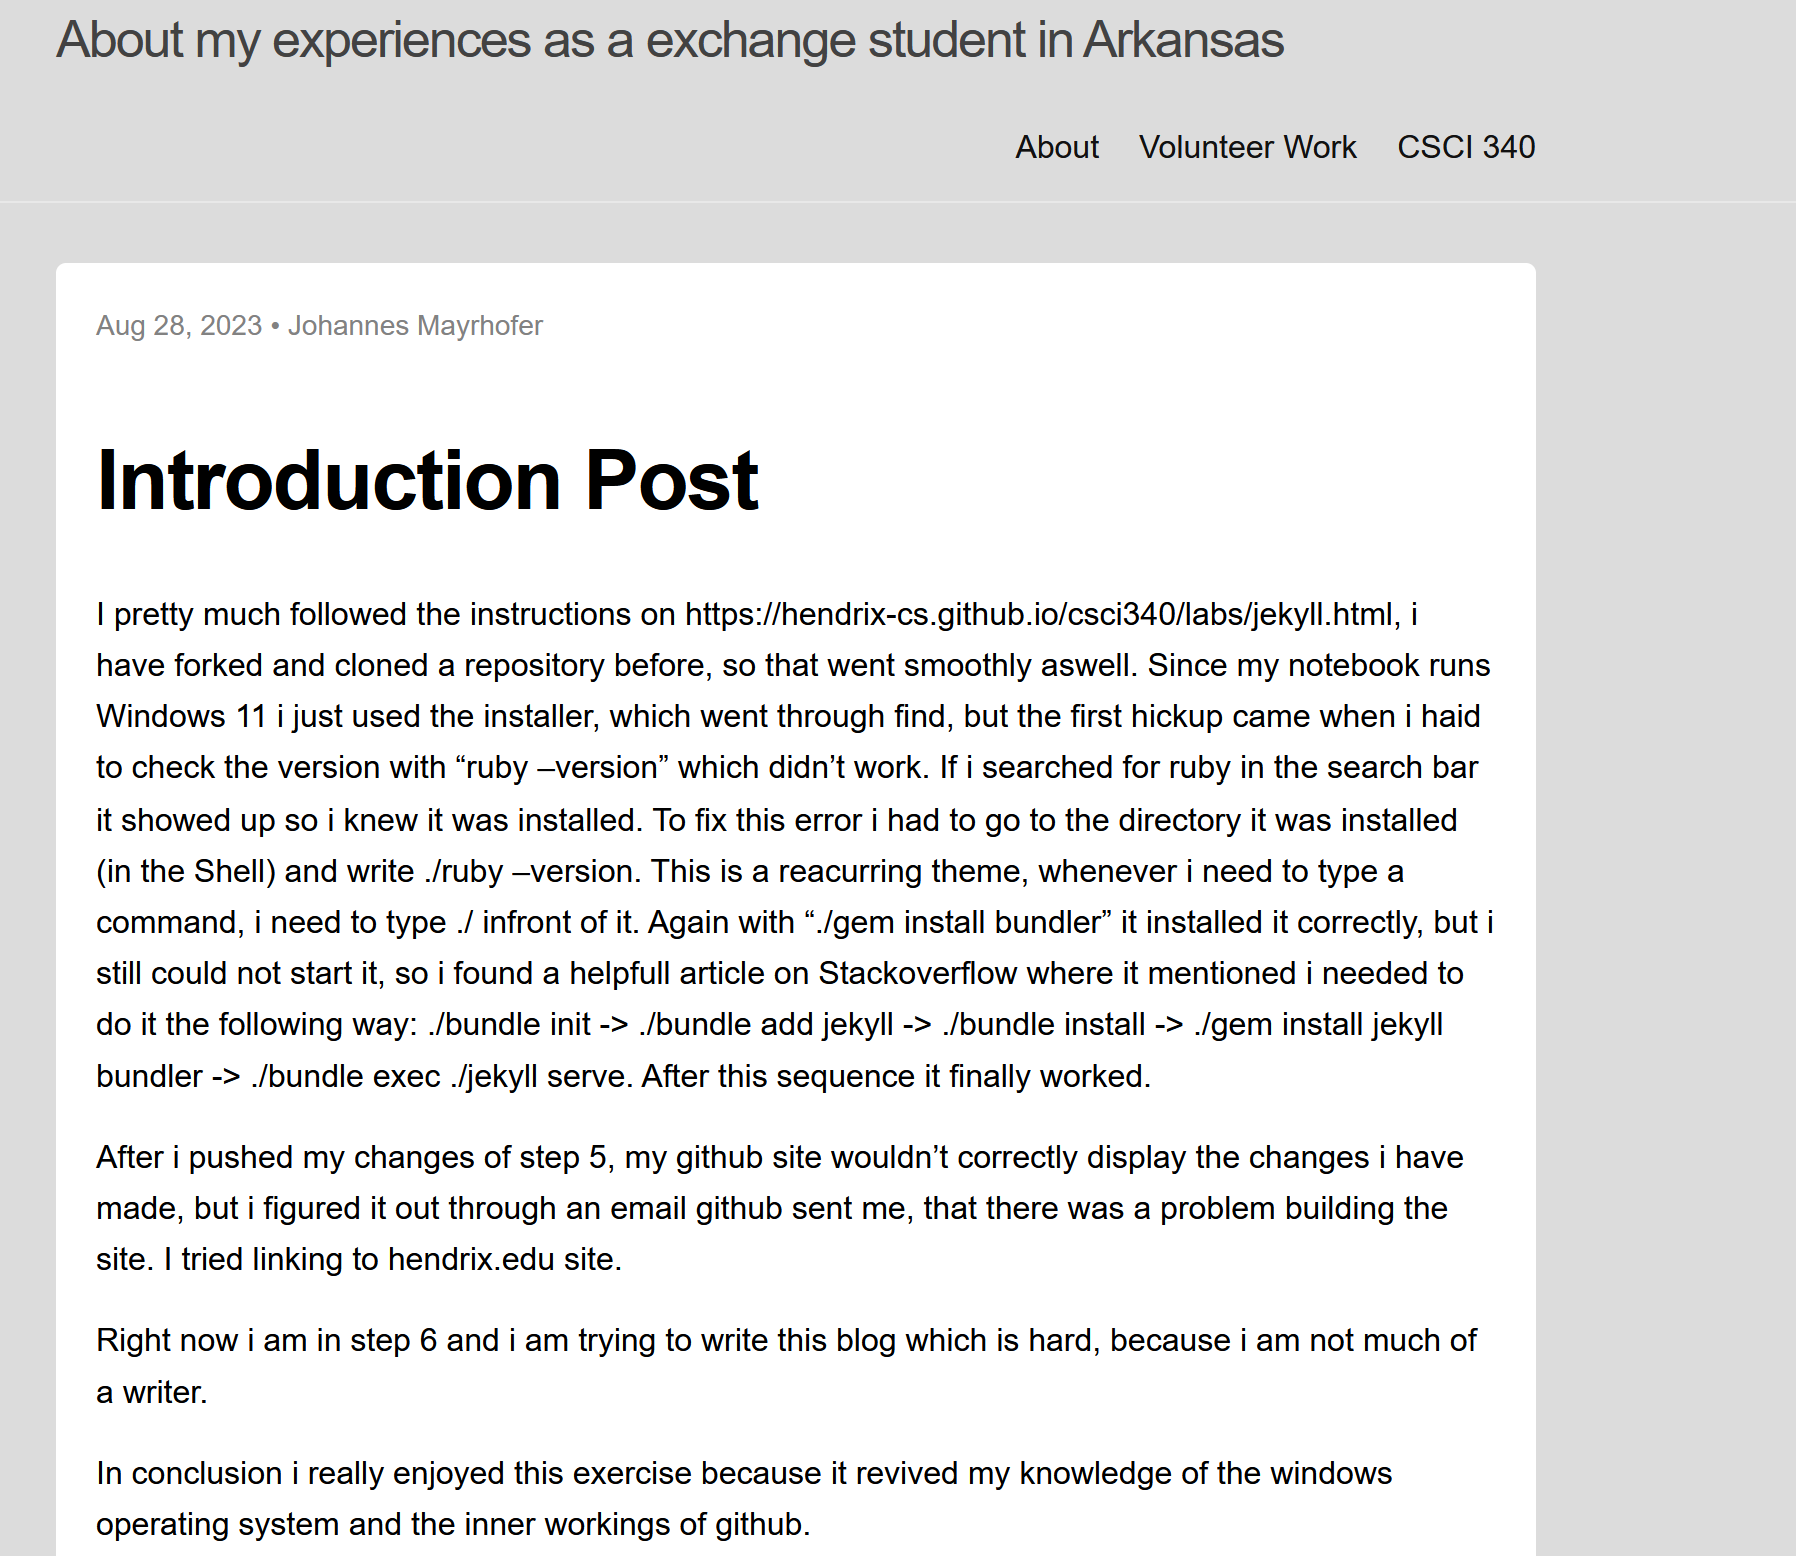 About my experiences as a exchange student in Arkansas
About Volunteer Work CSCI 340
Aug 28, 2023 • Johannes Mayrhofer
Introduction Post
I pretty much followed the instructions on https://hendrix-cs.github.io/csci340/labs/jekyll.html, i
have forked and cloned a repository before, so that went smoothly aswell. Since my notebook runs
Windows 11 i just used the installer, which went through find, but the first hickup came when i haid
to check the version with “ruby –version” which didn’t work. If i searched for ruby in the search bar
it showed up so i knew it was installed. To fix this error i had to go to the directory it was installed
(in the Shell) and write ./ruby –version. This is a reacurring theme, whenever i need to type a
command, i need to type ./ infront of it. Again with “./gem install bundler” it installed it correctly, but i
still could not start it, so i found a helpfull article on Stackoverflow where it mentioned i needed to
do it the following way: ./bundle init -> ./bundle add jekyll -> ./bundle install -> ./gem install jekyll
bundler -> ./bundle exec ./jekyll serve. After this sequence it finally worked.
After i pushed my changes of step 5, my github site wouldn’t correctly display the changes i have
made, but i figured it out through an email github sent me, that there was a problem building the
site. I tried linking to hendrix.edu site.
Right now i am in step 6 and i am trying to write this blog which is hard, because i am not much of
a writer.
In conclusion i really enjoyed this exercise because it revived my knowledge of the windows
operating system and the inner workings of github.